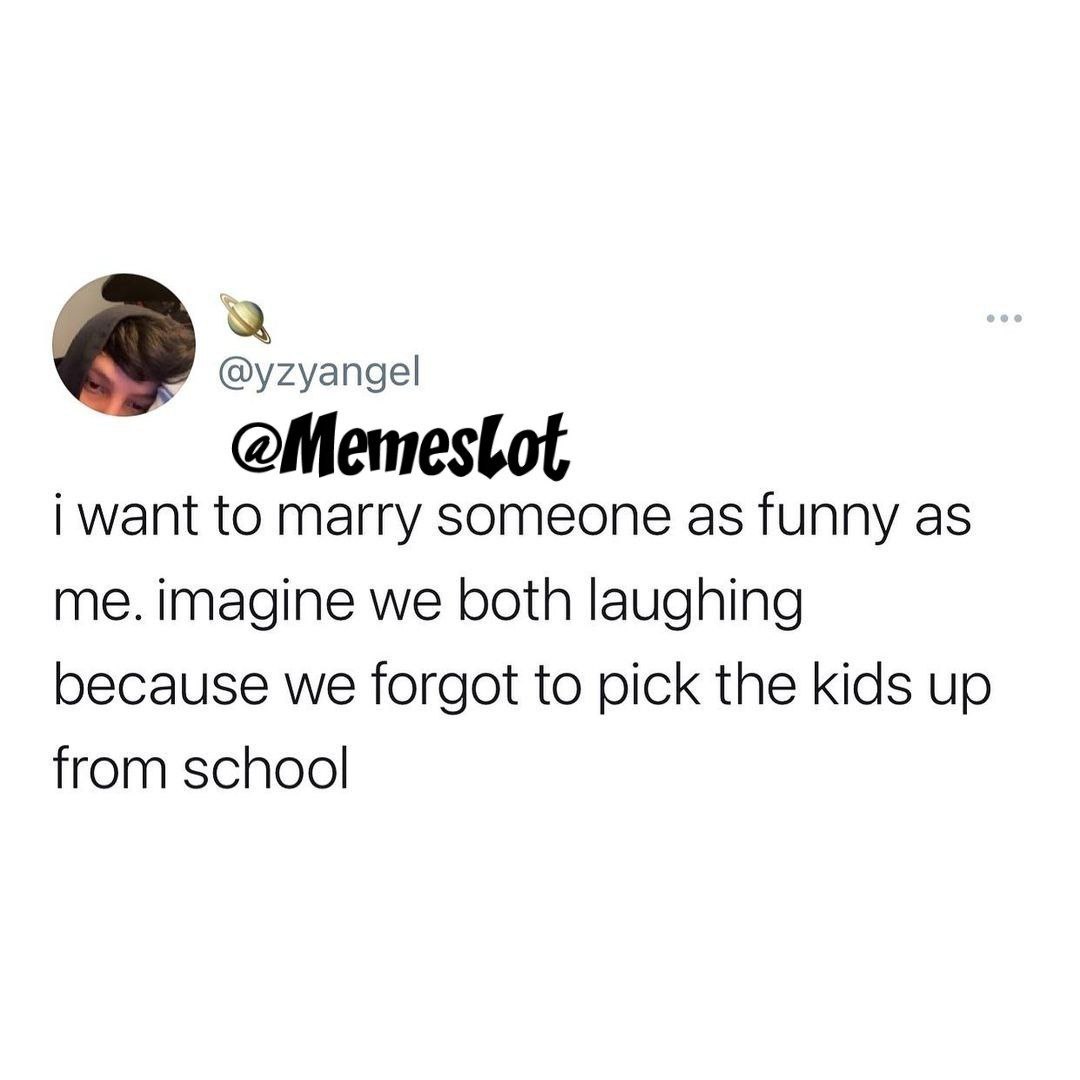 @yzyangel
@MemesLot
i want to marry someone as funny as
me. imagine we both laughing
because we forgot to pick the kids up
from school